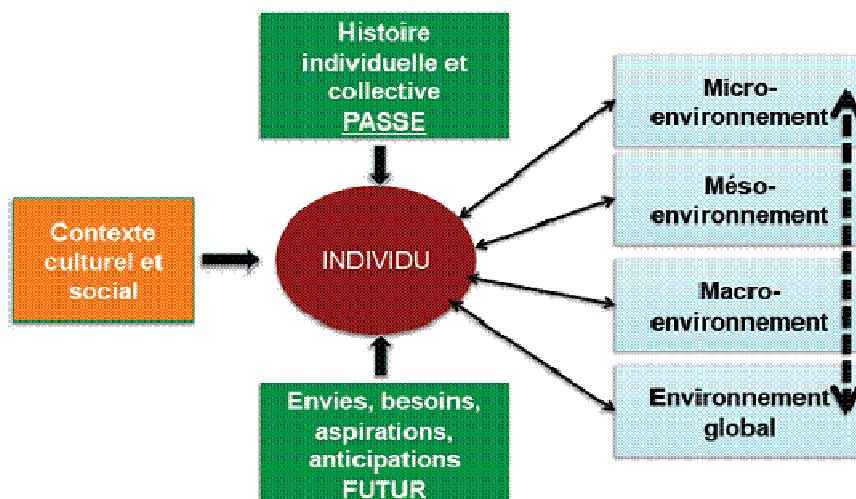 Histoire
individuelle et
collective
PASSE
Contexte
culturel et
social
INDIVIDU
Envies, besoins,
aspirations,
anticipations
FUTUR
Micro-
environnement
Méso-
environnement
Macro-
environnement
Environnement
global